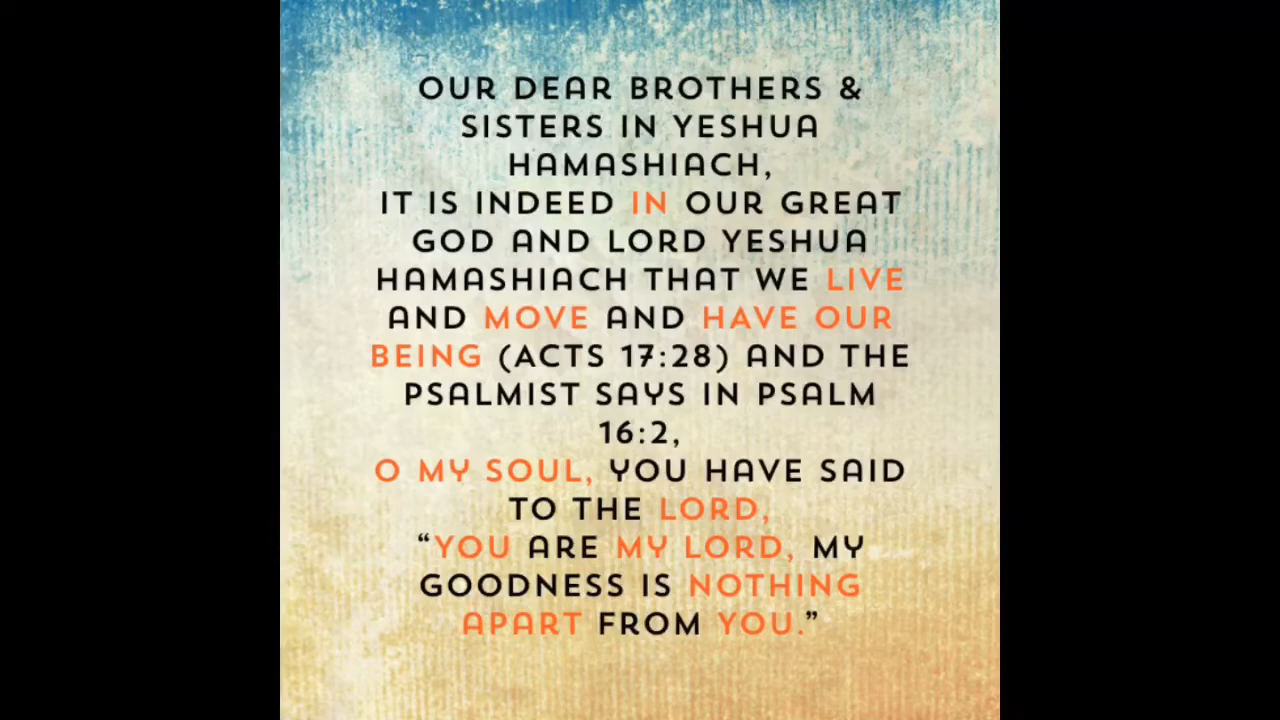 OUR DEAR BROTHERS &
SISTERS IN YESHUA
HAMASHIACH,
IT IS INDEED IN OUR GREAT
GOD AND LORD YESHUA
HAMASHIACH THAT WE LIVE
AND MOVE AND HAVE OUR
BEING (ACTS 17:28) AND THE
PSALMIST SAYS IN PSALM
16:2,
O MY SOUL, YOU HAVE SAID
TO THE LORD,
“YOU ARE MY LORD, MY
GOODNESS IS NOTHING
APART FROM YOU.”